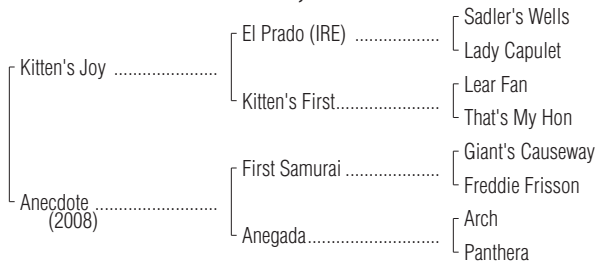 Sadler's Wells
El Prado (IRE) ..................
Lady Capulet
Kitten's Joy ......................
Lear Fan
Kitten's First......................
That's My Hon
Giant's Causeway
First Samurai ....................
Freddie Frisson
Anecdote ..........................
(2008)
Arch
Anegada............................
Panthera